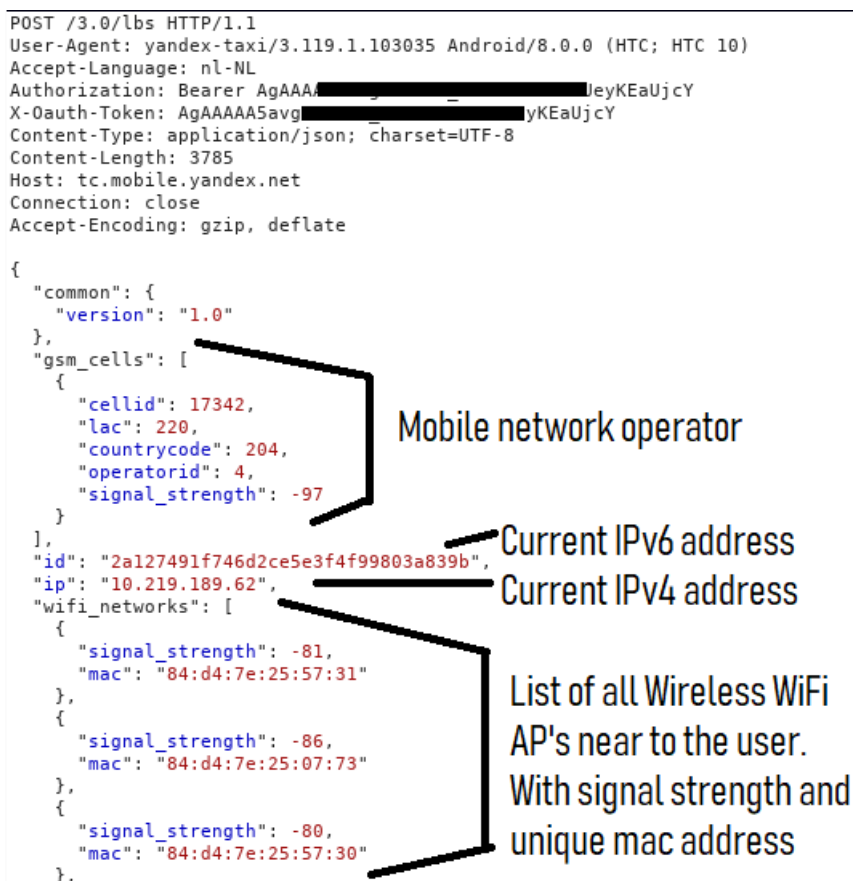 POST /3.0/lbs HTTP/1.1
User-Agent: yandex-taxi/3.119.1.103035 Android/8.0.0 (HTC; HTC 10)
Accept-Language: nl-NL
Authorization: Bearer AgAAAA JeyKEaUjcY
X-Oauth-Token: AgAAAAA5avg yKEaUjcY
Content-Type: application/json; charset=UTF-8
Content-Length: 3785
Host: tc.mobile.yandex.net
Connection: close
Accept-Encoding: gzip, deflate
{
"common": {
"version": "1.0"
},
"gsm_cells": [
{
"cellid": 17342,
"lac": 220,
"countrycode": 204,
"operatorid": 4,
"signal_strength": -97
}
],
Mobile network operator
"id": "2a127491f746d2ce5e3f4f99803a839b",
Current IPv6 address
"ip": "10.219.189.62",
Current IPv4 address
"wifi_networks": [
{
"signal_strength": -81,
"mac": "84:d4:7e:25:57:31"
},
{
"signal_strength": -86,
"mac": "84:d4:7e:25:07:73"
},
{
"signal_strength": -80,
"mac": "84:d4:7e:25:57:30"
},
List of all Wireless WiFi
AP's near to the user.
With signal strength and
unique mac address